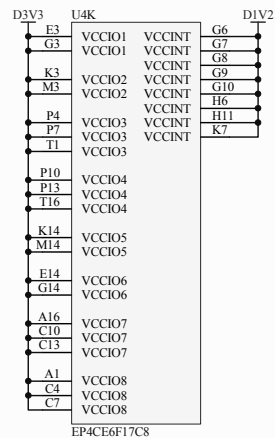 D3V3 U4K D1V2
E3 VCCIO1 VCCINT G6
G3 VCCIO1 VCCINT G7
VCCINT G8
K3 VCCIO2 VCCINT G9
M3 VCCIO2 VCCINT G10
VCCINT H6
P4 VCCIO3 VCCINT H11
P7 VCCIO3 VCCINT K7
T1 VCCIO3
P10 VCCIO4
P13 VCCIO4
T16 VCCIO4
K14 VCCIO5
M14 VCCIO5
E14 VCCIO6
G14 VCCIO6
A16 VCCIO7
C10 VCCIO7
C13 VCCIO7
A1 VCCIO8
C4 VCCIO8
C7 VCCIO8
EP4CE6F17C8